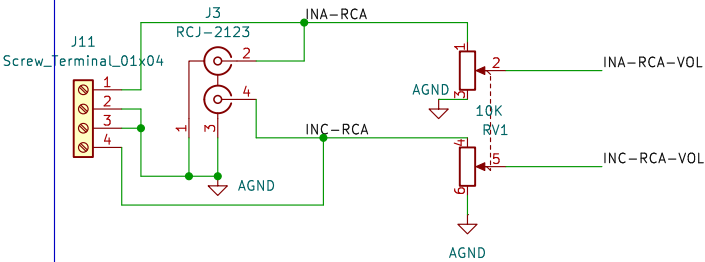 J3
INA-RCA
RCJ-2123
J11
Screw_Terminal_01x04
1
2
3
4
2
4
1
3
AGND
INC-RCA
1
2
3
AGND
INA-RCA-VOL
10K
RV1
4
5
6
INC-RCA-VOL
AGND